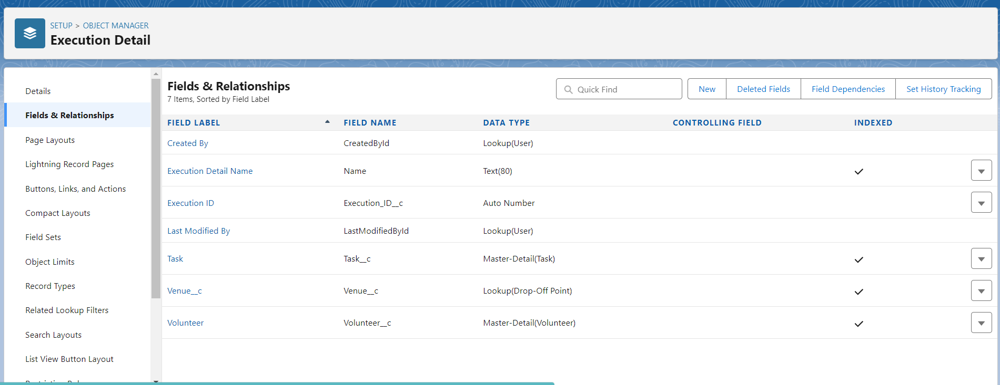 SETUP > OBJECT MANAGER
Execution Detail
Details
Fields & Relationships
Page Layouts
Lightning Record Pages
Buttons, Links, and Actions
Compact Layouts
Field Sets
Object Limits
Record Types
Related Lookup Filters
Search Layouts
List View Button Layout
Fields & Relationships
7 Items, Sorted by Field Label
Quick Find
New
Deleted Fields
Field Dependencies
Set History Tracking
FIELD LABEL FIELD NAME DATA TYPE CONTROLLING FIELD INDEXED
Created By CreatedById Lookup(User)
Execution Detail Name Name Text(80)
Execution ID Execution_ID__c Auto Number
Last Modified By LastModifiedById Lookup(User)
Task Task__c Master-Detail(Task)
Venue__c Venue__c Lookup(Drop-Off Point)
Volunteer Volunteer__c Master-Detail(Volunteer)